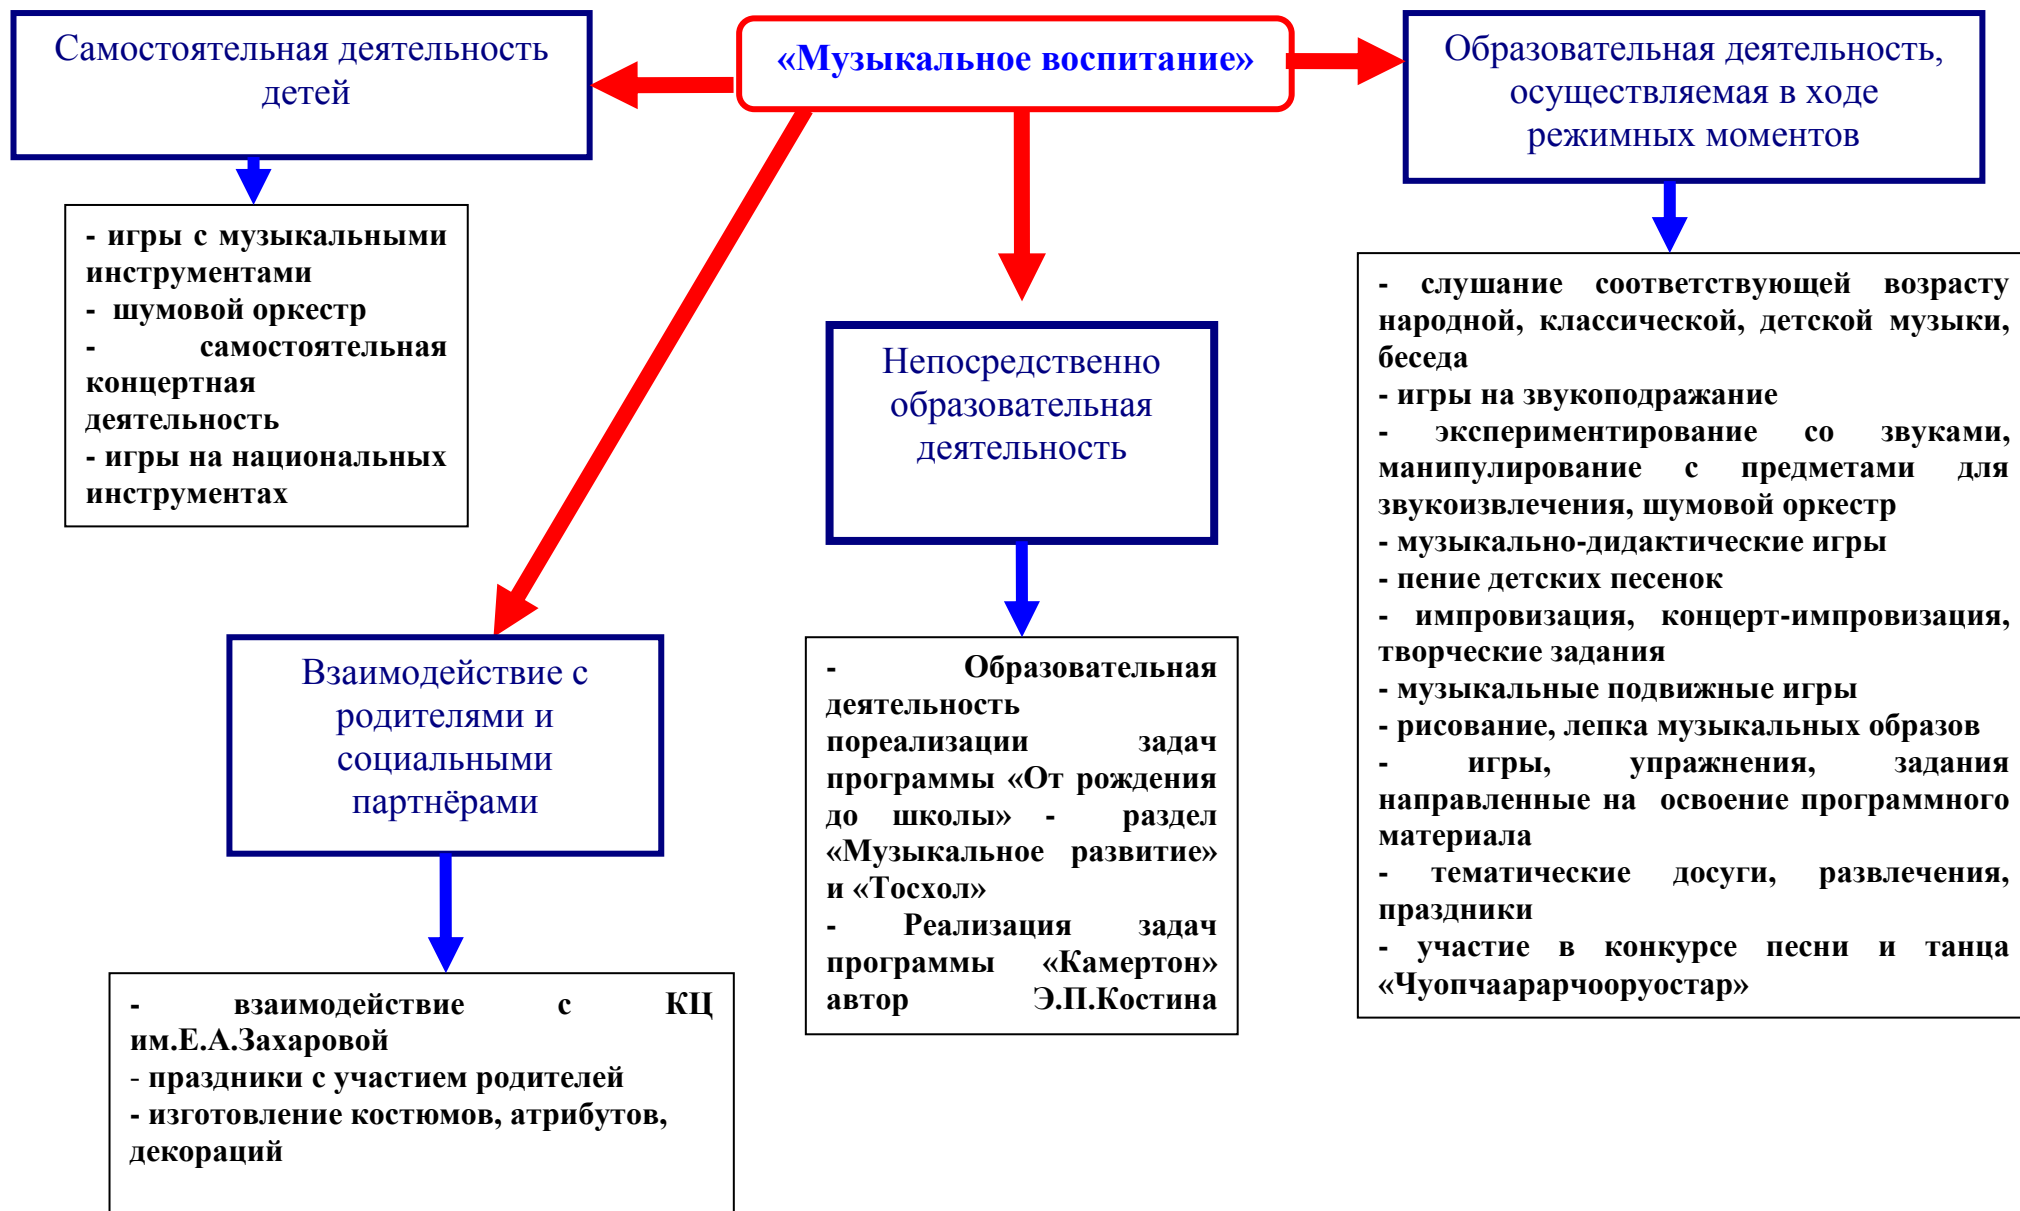 «Музыкальное воспитание»
Самостоятельная деятельность
детей
- игры с музыкальными
инструментами
- шумовой оркестр
- самостоятельная
концертная
деятельность
- игры на национальных
инструментах
Взаимодействие с
родителями и
социальными
партнёрами
- взаимодействие с КЦ
им.Е.А.Захаровой
- праздники с участием родителей
- изготовление костюмов, атрибутов,
декораций
Непосредственно
образовательная
деятельность
- Образовательная
деятельность
пореализации задач
программы «От рождения
до школы» - раздел
«Музыкальное развитие»
и «Тосхол»
- Реализация задач
программы «Камертон»
автор Э.П.Костина
Образовательная деятельность,
осуществляемая в ходе
режимных моментов
- слушание соответствующей возрасту
народной, классической, детской музыки,
беседа
- игры на звукоподражание
- экспериментирование со звуками,
манипулирование с предметами для
звукоизвлечения, шумовой оркестр
- музыкально-дидактические игры
- пение детских песенок
- импровизация, концерт-импровизация,
творческие задания
- музыкальные подвижные игры
- рисование, лепка музыкальных образов
- игры, упражнения, задания
направленные на освоение программного
материала
- тематические досуги, развлечения,
праздники
- участие в конкурсе песни и танца
«Чуопчаарарчооруостар»